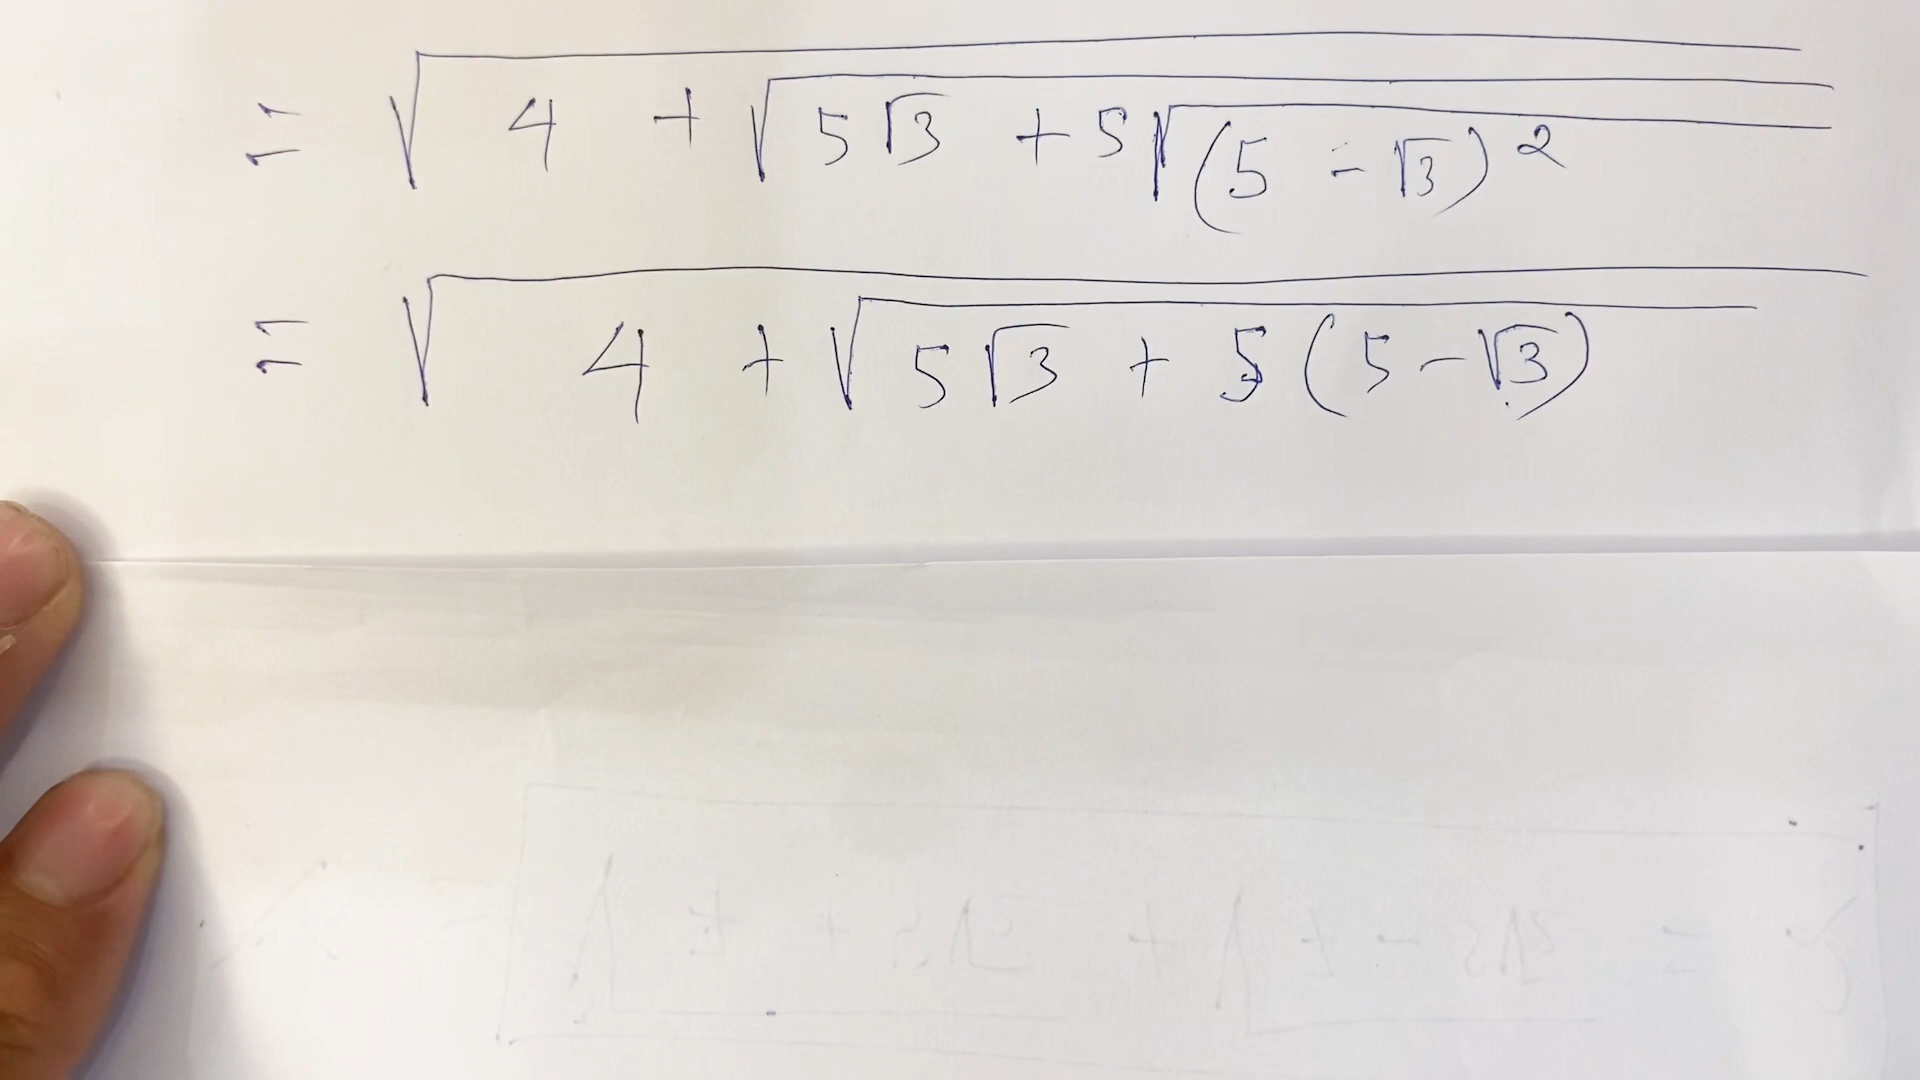 = √(4 + √(5√3 + 5√((5 - √3)²)))
= √(4 + √(5√3 + 5(5 - √3)))